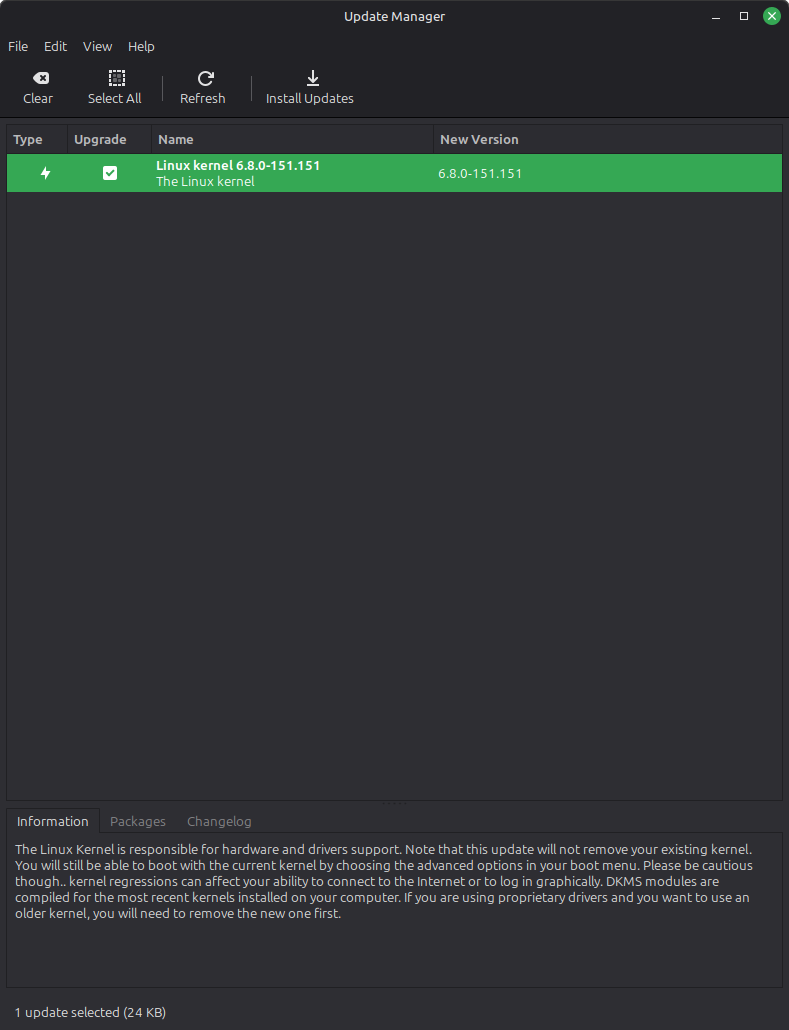 Update Manager
File Edit View Help
Clear Select All Refresh Install Updates
Type Upgrade Name New Version
Linux kernel 6.8.0-151.151
The Linux kernel
6.8.0-151.151
Information Packages Changelog
The Linux Kernel is responsible for hardware and drivers support. Note that this update will not remove your existing kernel.
You will still be able to boot with the current kernel by choosing the advanced options in your boot menu. Please be cautious
though.. kernel regressions can affect your ability to connect to the Internet or to log in graphically. DKMS modules are
compiled for the most recent kernels installed on your computer. If you are using proprietary drivers and you want to use an
older kernel, you will need to remove the new one first.
1 update selected (24 KB)